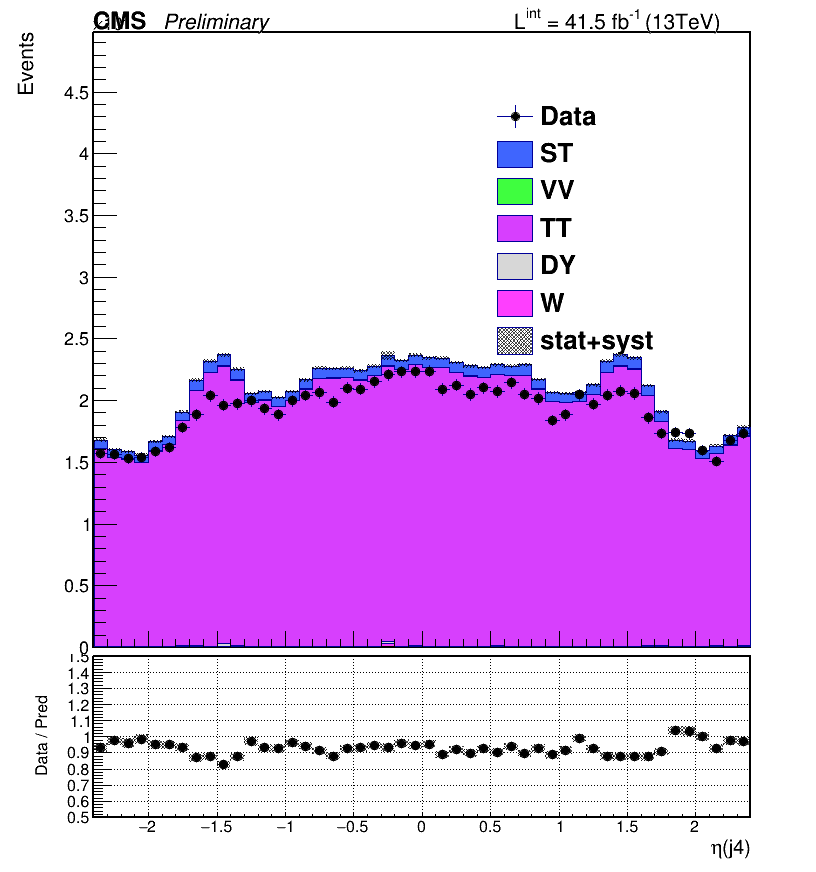 CMS Preliminary L^int = 41.5 fb^-1 (13TeV)
Events
4.5
4
3.5
3
2.5
2
1.5
1
0.5
0
Data
ST
VV
TT
DY
W
stat+syst
1.5
1.4
1.3
1.2
1.1
1
0.9
0.8
0.7
0.6
0.5
Data / Pred
−2 −1.5 −1 −0.5 0 0.5 1 1.5 2
η(j4)